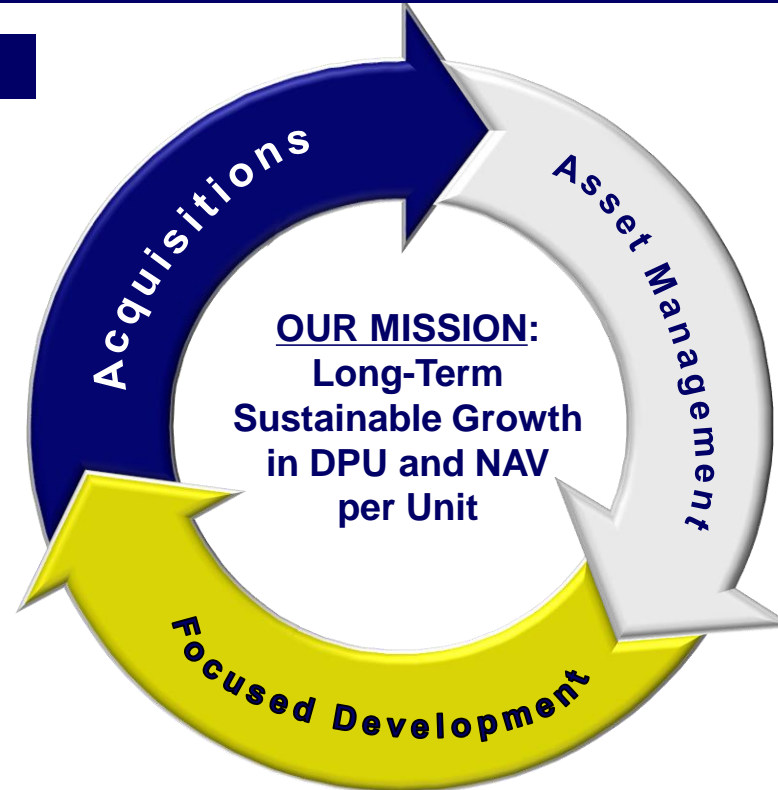 Acquisitions
Asset Management
OUR MISSION:
Long-Term
Sustainable Growth
in DPU and NAV
per Unit
Focused Development